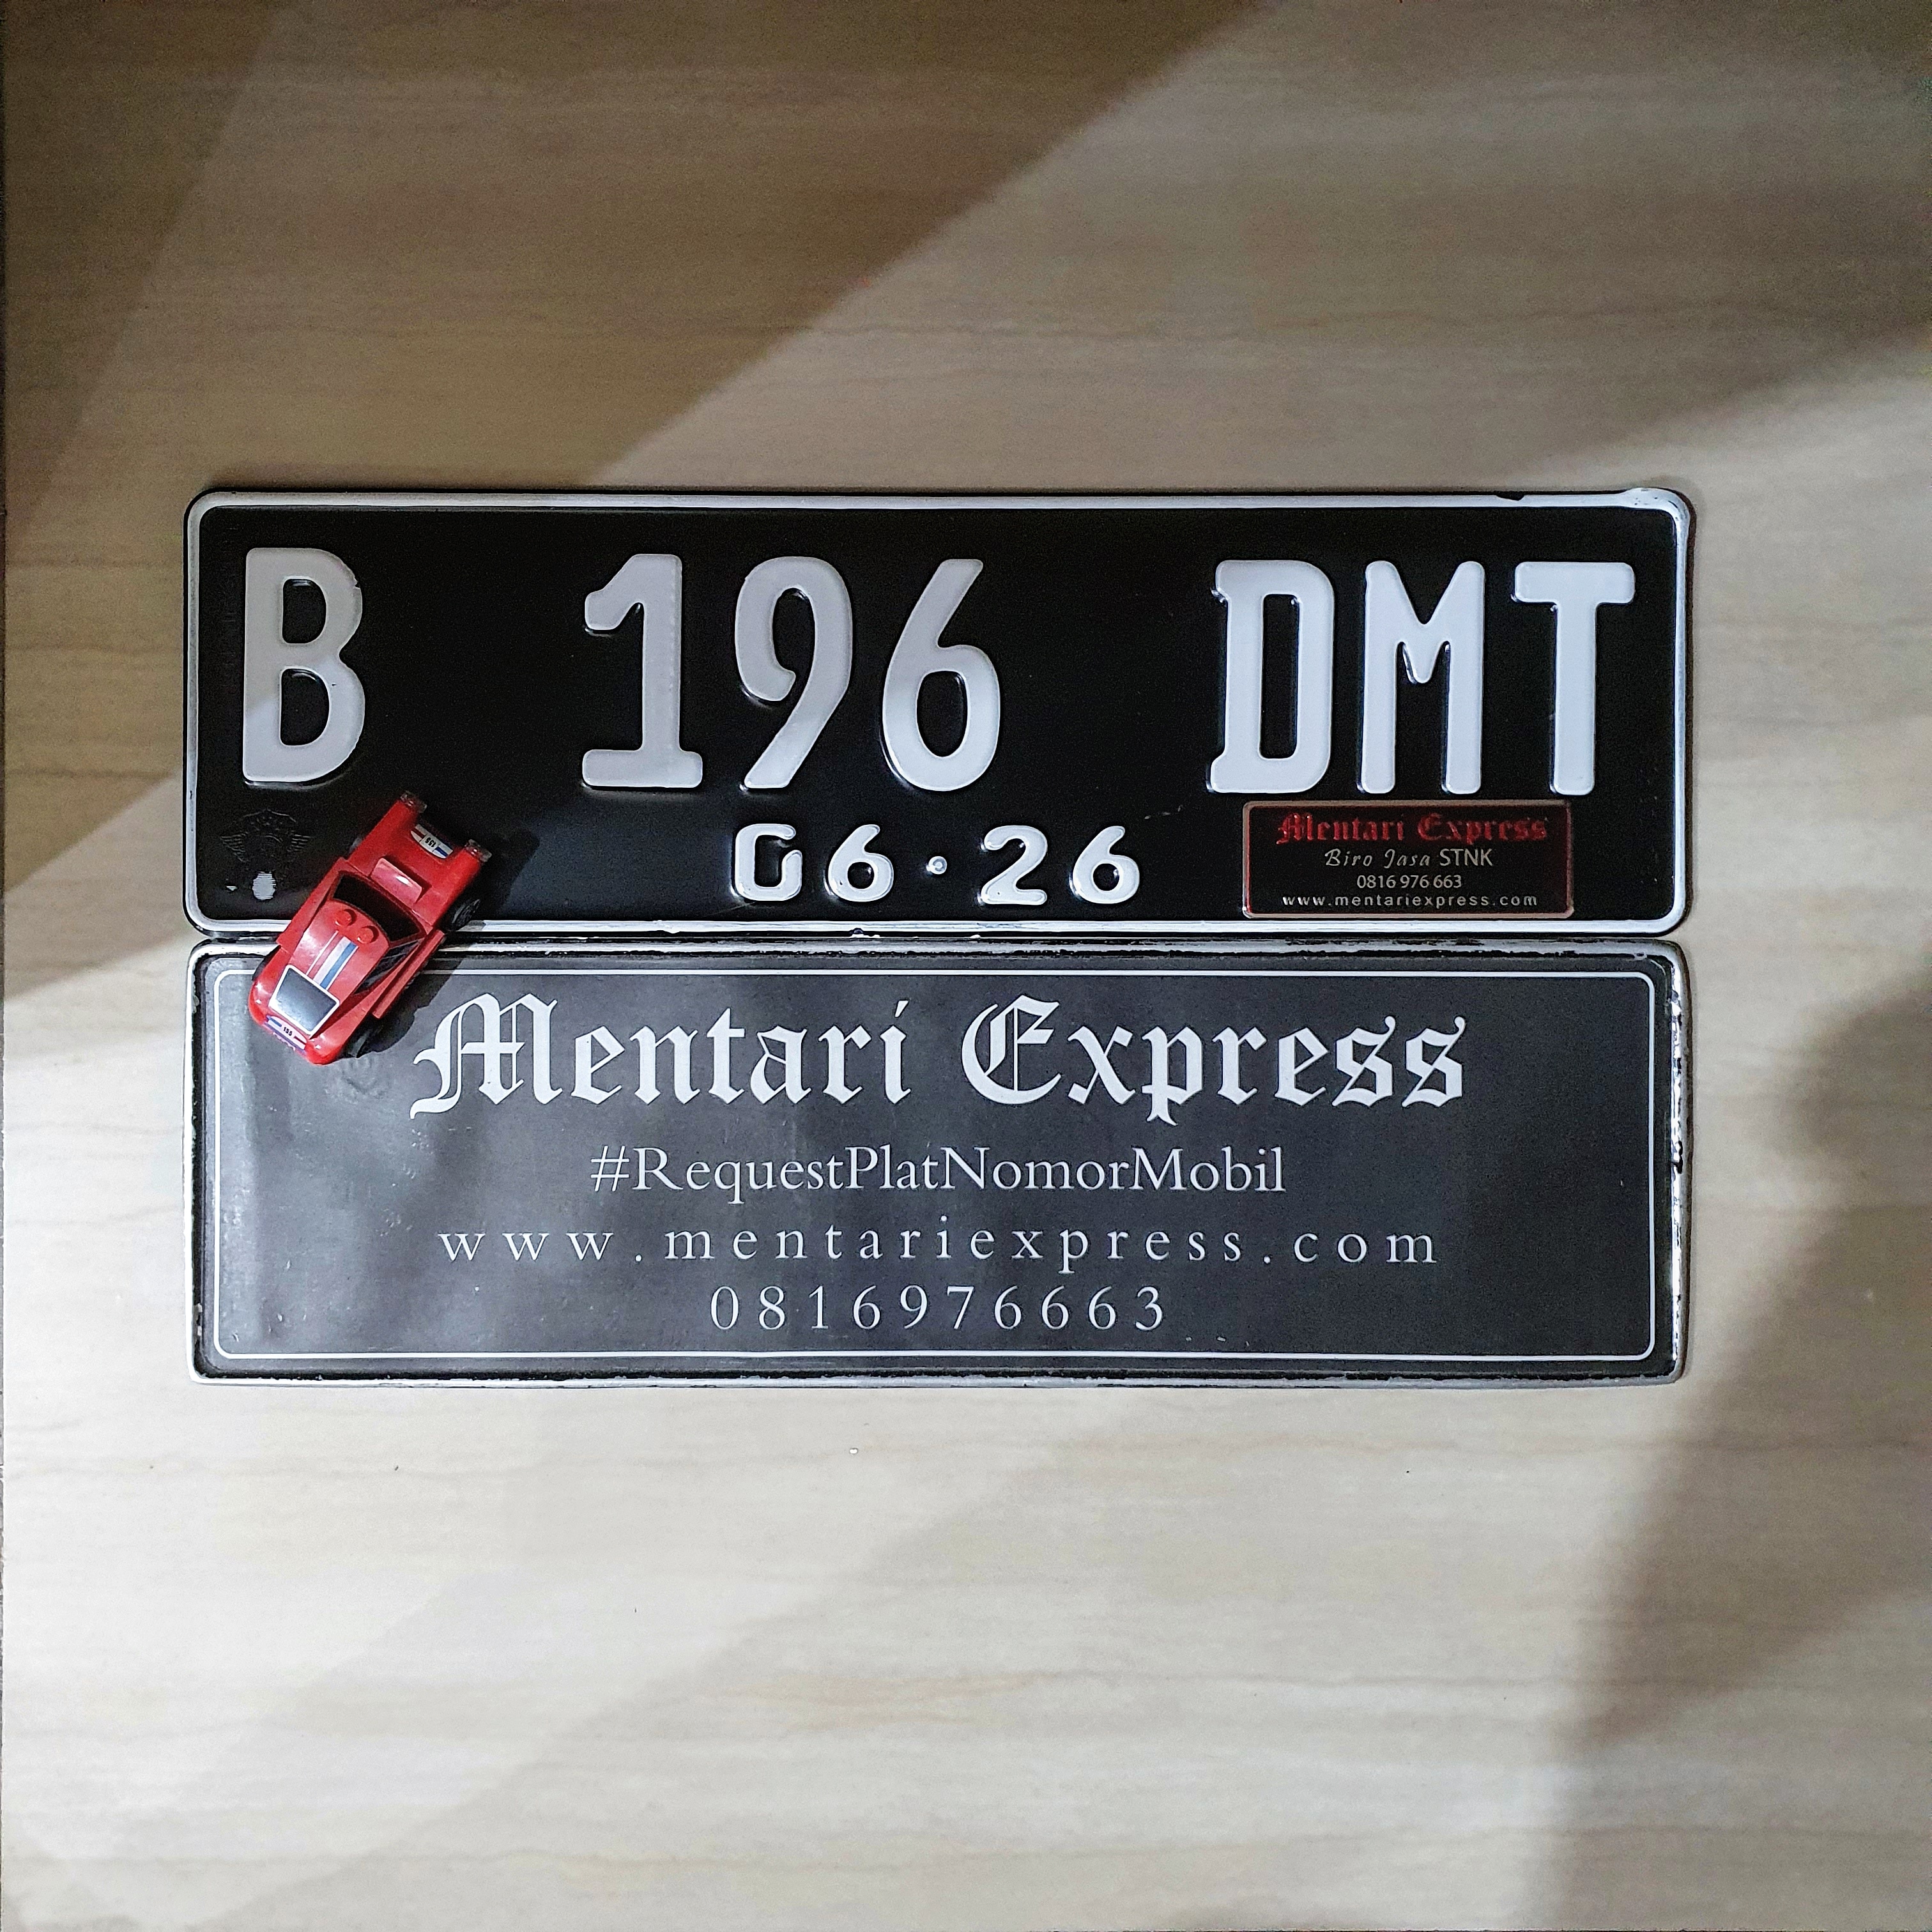 B 196 DMT
06·26
Mentari Express
Biro Jasa STNK
0816 976 663
www.mentariexpress.com
Mentari Express
#RequestPlatNomorMobil
www.mentariexpress.com
0816976663